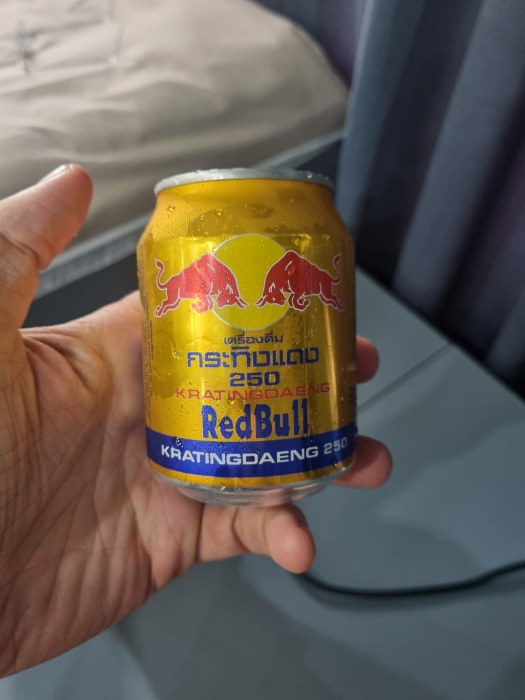 เครื่องดื่ม
กระทิงแดง
250
KRATINGDAENG
RedBull
KRATINGDAENG 250